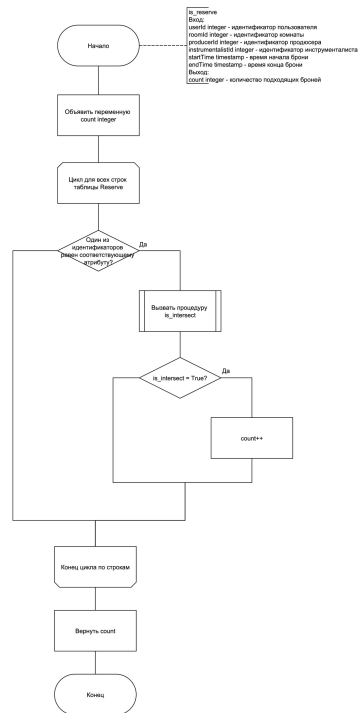 is_reserve
Вход:
userId integer - идентификатор пользователя
roomId integer - идентификатор комнаты
producerId integer - идентификатор продюсера
instrumentalistId integer - идентификатор инструменталиста
startTime timestamp - время начала брони
endTime timestamp - время конца брони
Выход:
count integer - количество подходящих броней
Начало
Объявить переменную
count integer
Цикл для всех строк
таблицы Reserve
Один из
идентификаторов
равен соответствующему
атрибуту?
Да
Вызвать процедуру
is_intersect
is_intersect = True?
Да
count++
Конец цикла по строкам
Вернуть count
Конец